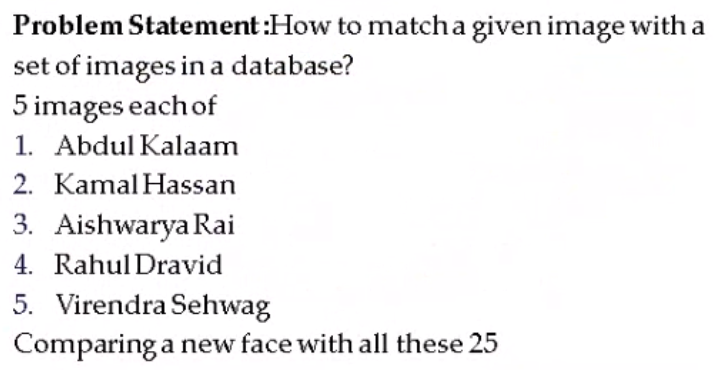 Problem Statement:How to match a given image with a
set of images in a database?
5 images each of
1. Abdul Kalaam
2. Kamal Hassan
3. Aishwarya Rai
4. Rahul Dravid
5. Virendra Sehwag
Comparing a new face with all these 25